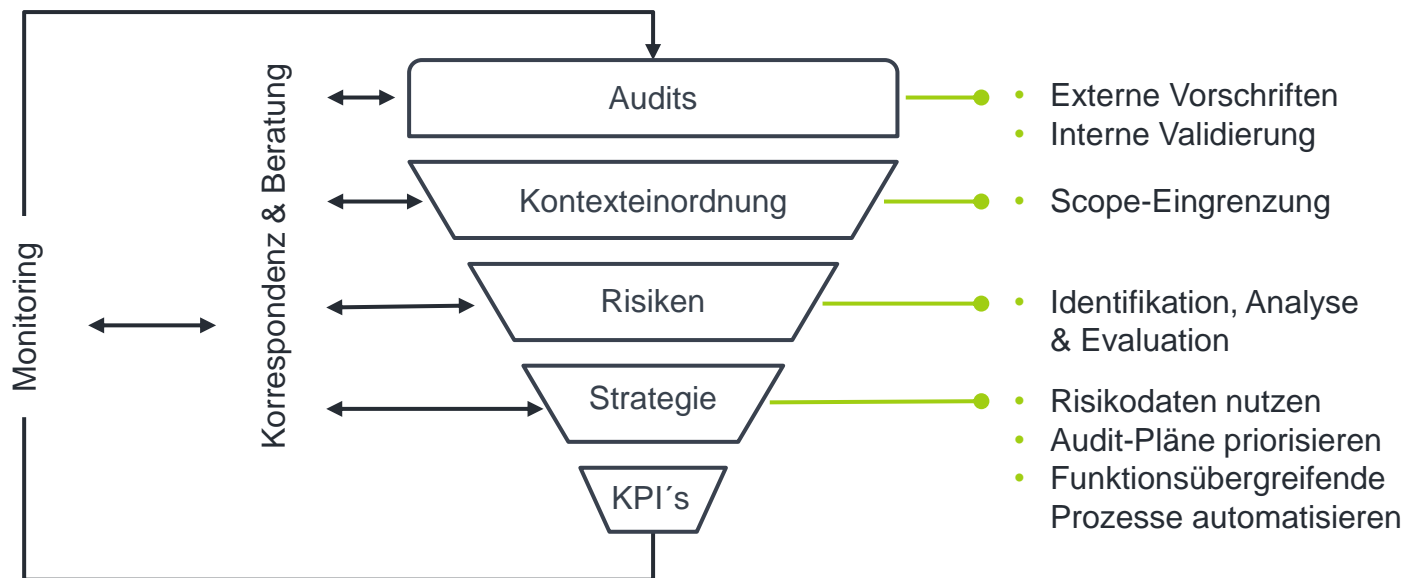 Monitoring
Korrespondenz & Beratung
Audits
• Externe Vorschriften
• Interne Validierung
Kontexteinordnung
• Scope-Eingrenzung
Risiken
• Identifikation, Analyse
& Evaluation
Strategie
• Risikodaten nutzen
• Audit-Pläne priorisieren
• Funktionsübergreifende
Prozesse automatisieren
KPI´s